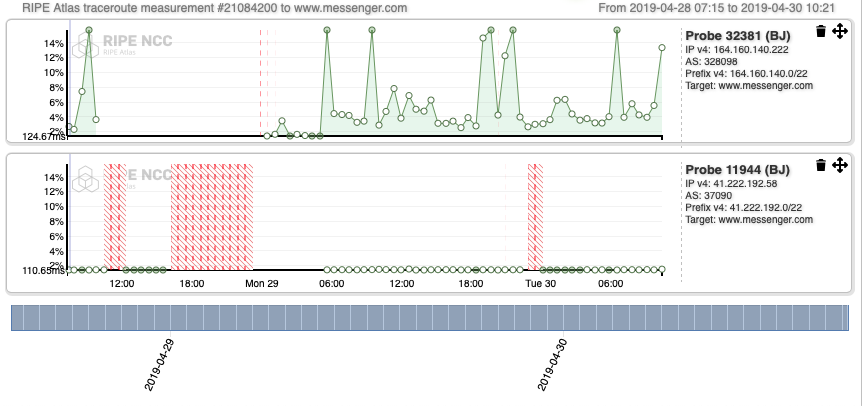 RIPE Atlas traceroute measurement #21084200 to www.messenger.com
From 2019-04-28 07:15 to 2019-04-30 10:21
14%
12%
10%
8%
6%
4%
2%
124.67ms
RIPE NCC
RIPE Atlas
Probe 32381 (BJ)
IP v4: 164.160.140.222
AS: 328098
Prefix v4: 164.160.140.0/22
Target: www.messenger.com
14%
12%
10%
8%
6%
4%
2%
110.65ms
NCC
Probe 11944 (BJ)
IP v4: 41.222.192.58
AS: 37090
Prefix v4: 41.222.192.0/22
Target: www.messenger.com
12:00 18:00 Mon 29 06:00 12:00 18:00 Tue 30 06:00
2019-04-29 2019-04-30